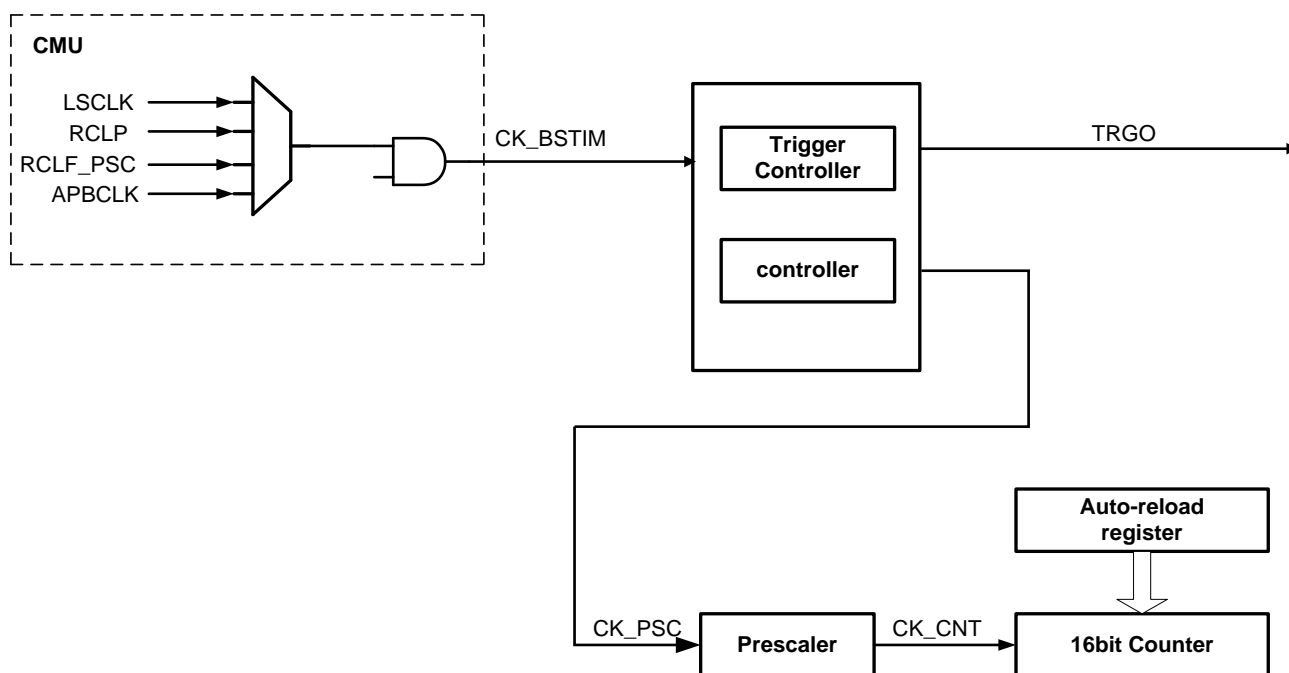 CMU
LSCLK
RCLP
RCLF_PSC
APBCLK
CK_BSTIM
Trigger
Controller
TRGO
controller
Auto-reload
register
CK_PSC
Prescaler
CK_CNT
16bit Counter